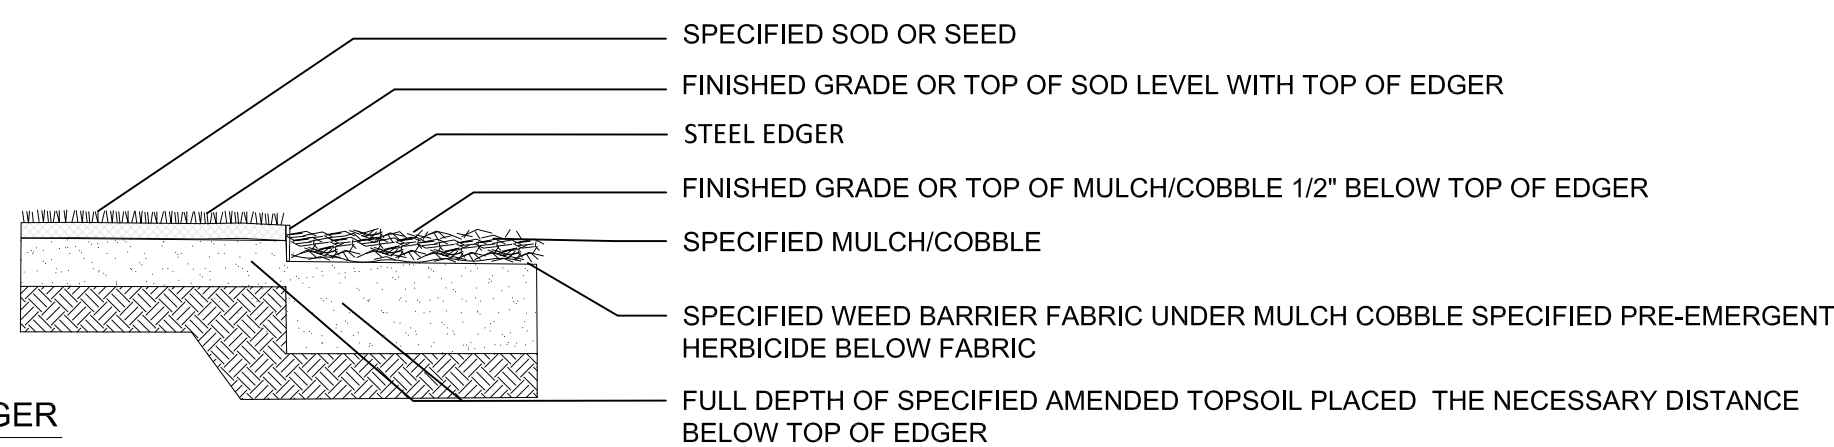 SPECIFIED SOD OR SEED
FINISHED GRADE OR TOP OF SOD LEVEL WITH TOP OF EDGER
STEEL EDGER
FINISHED GRADE OR TOP OF MULCH/COBBLE 1/2" BELOW TOP OF EDGER
SPECIFIED MULCH/COBBLE
SPECIFIED WEED BARRIER FABRIC UNDER MULCH COBBLE SPECIFIED PRE-EMERGENT
HERBICIDE BELOW FABRIC
FULL DEPTH OF SPECIFIED AMENDED TOPSOIL PLACED THE NECESSARY DISTANCE
BELOW TOP OF EDGER